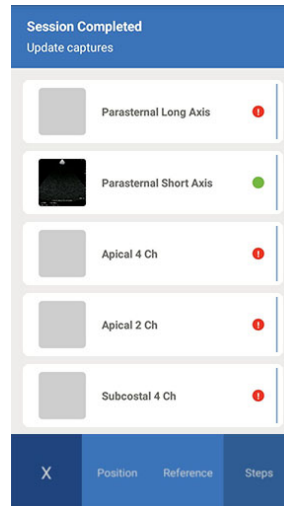 Session Completed
Update captures
Parasternal Long Axis
Parasternal Short Axis
Apical 4 Ch
Apical 2 Ch
Subcostal 4 Ch
X Position Reference Steps